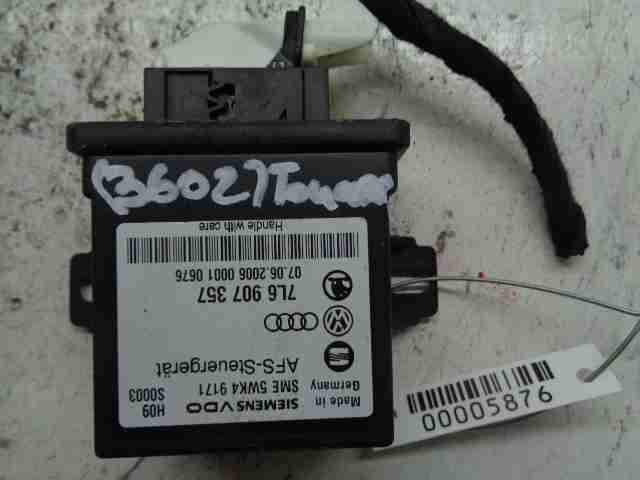 (36027) Touareg
Made in
Germany
SIEMENS VDO
H09
S0003
SME 5WK4 9171
AFS-Steuergerät
7L6 907 357
07.06.2006 0001 0676
Handle with care
00005876